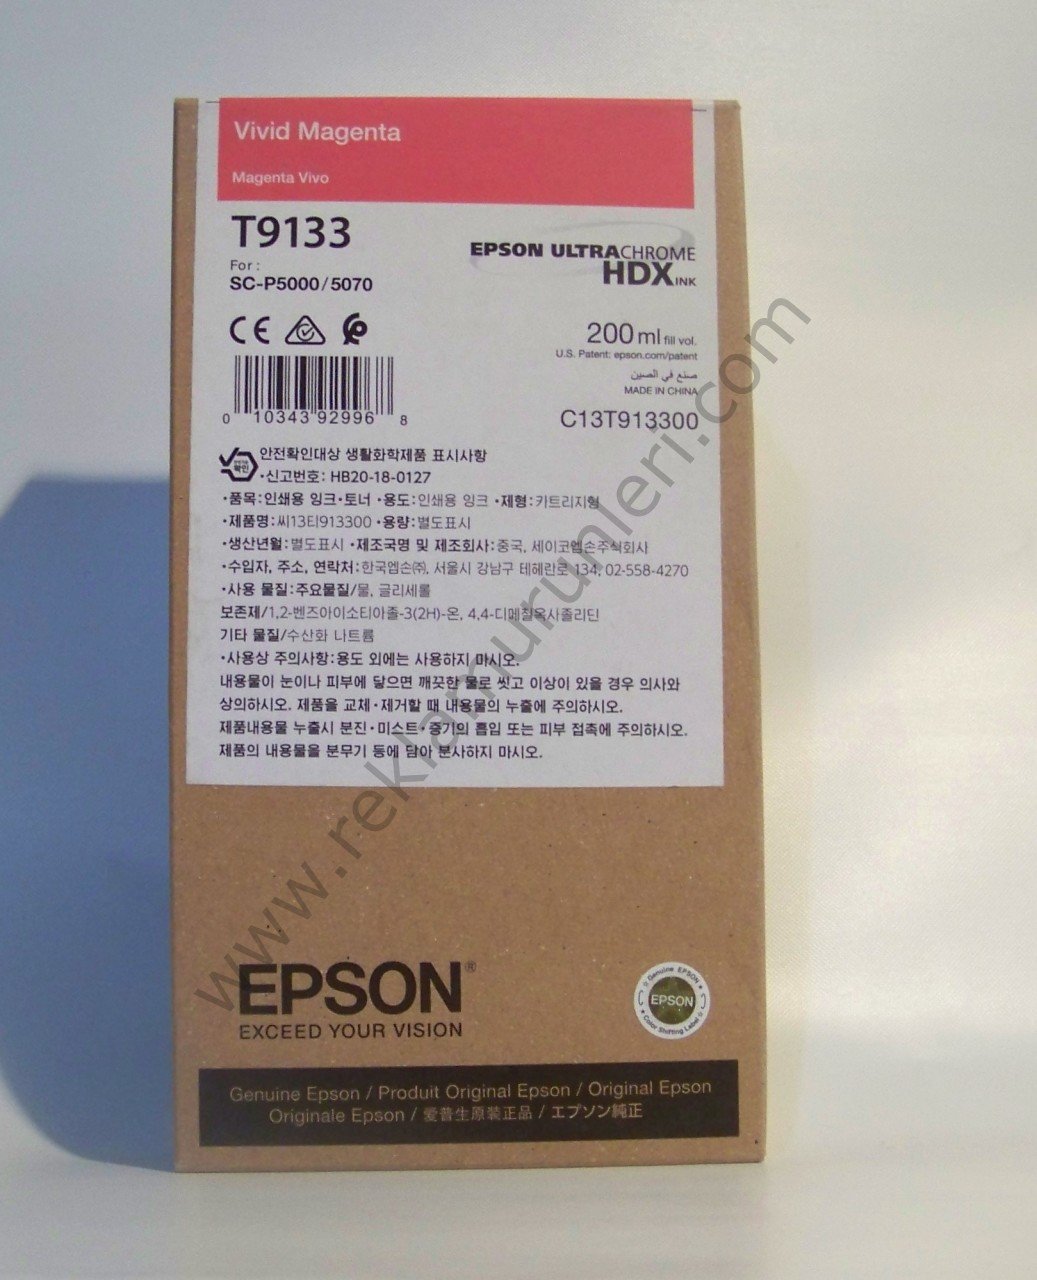 Vivid Magenta
Magenta Vivo
T9133
For :
SC-P5000/5070
EPSON ULTRACHROME
HDX INK
CE
200 ml fill vol.
U.S. Patent: epson.com/patent
صنع في الصين
MADE IN CHINA
C13T913300
0 10343 92996 8
확인
안전확인대상 생활화학제품 표시사항
·신고번호: HB20-18-0127
·품목:인쇄용 잉크·토너 ·용도:인쇄용 잉크 ·제형:카트리지형
·제품명:씨13티913300 ·용량:별도표시
·생산년월:별도표시 ·제조국명 및 제조회사:중국, 세이코엡손주식회사
·수입자, 주소, 연락처:한국엡손㈜, 서울시 강남구 테헤란로 134, 02-558-4270
·사용 물질:주요물질/물, 글리세롤
보존제/1,2-벤즈아이소티아졸-3(2H)-온, 4,4-디메칠옥사졸리딘
기타 물질/수산화 나트륨
·사용상 주의사항:용도 외에는 사용하지 마시오.
내용물이 눈이나 피부에 닿으면 깨끗한 물로 씻고 이상이 있을 경우 의사와
상의하시오. 제품을 교체·제거할 때 내용물의 누출에 주의하시오.
제품내용물 누출시 분진·미스트·증기의 흡입 또는 피부 접촉에 주의하시오.
제품의 내용물을 분무기 등에 담아 분사하지 마시오.
www.reklamurunleri.com
EPSON®
EXCEED YOUR VISION
Genuine EPSON
EPSON
Color Shifting Label
Genuine Epson / Produit Original Epson / Original Epson
Originale Epson / 爱普生原装正品 / エプソン純正